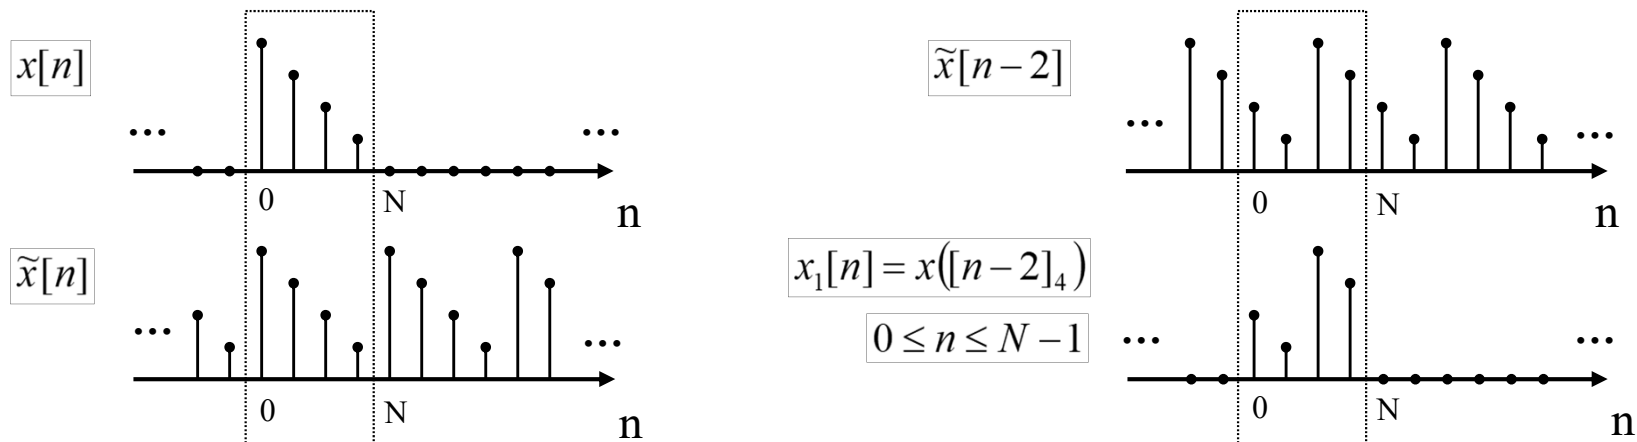 x[n]
...
...
0
N
n
x̃[n]
...
...
0
N
n
x̃[n − 2]
...
...
0
N
n
x₁[n] = x([n − 2]₄)
0 ≤ n ≤ N − 1
...
...
0
N
n